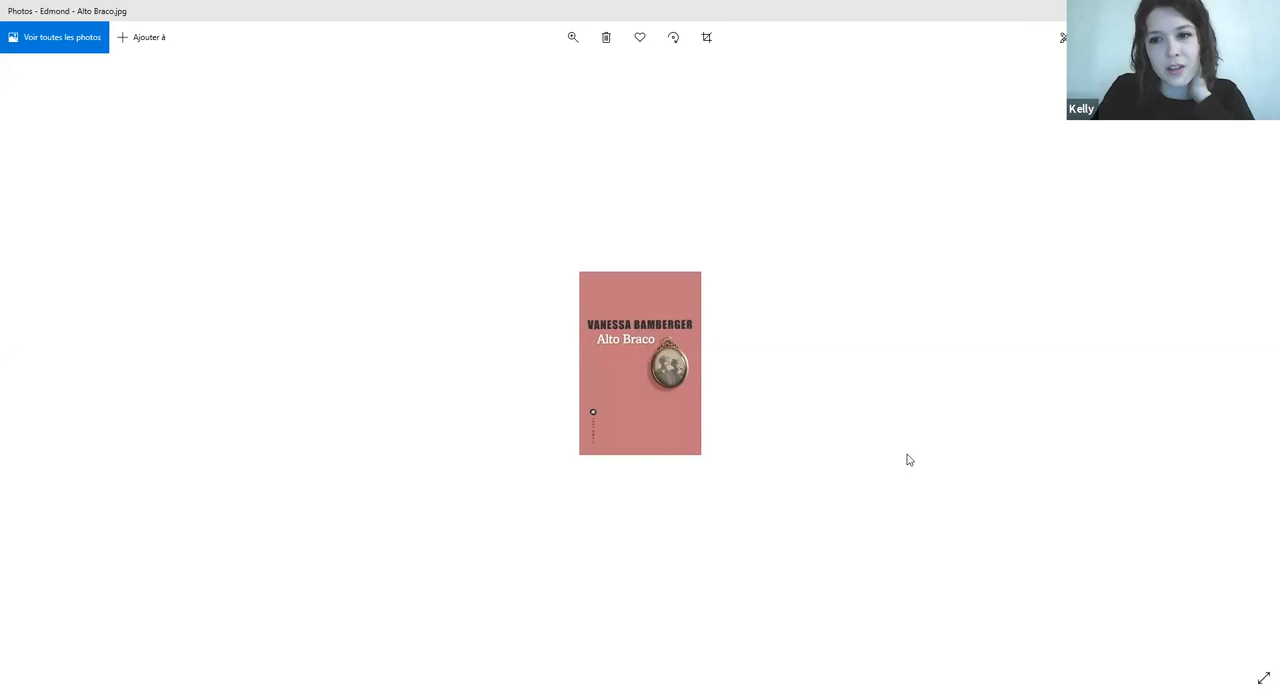 Photos - Edmond - Alto Braco.jpg
Voir toutes les photos
Ajouter à
Kelly
VANESSA BAMBERGER
Alto Braco